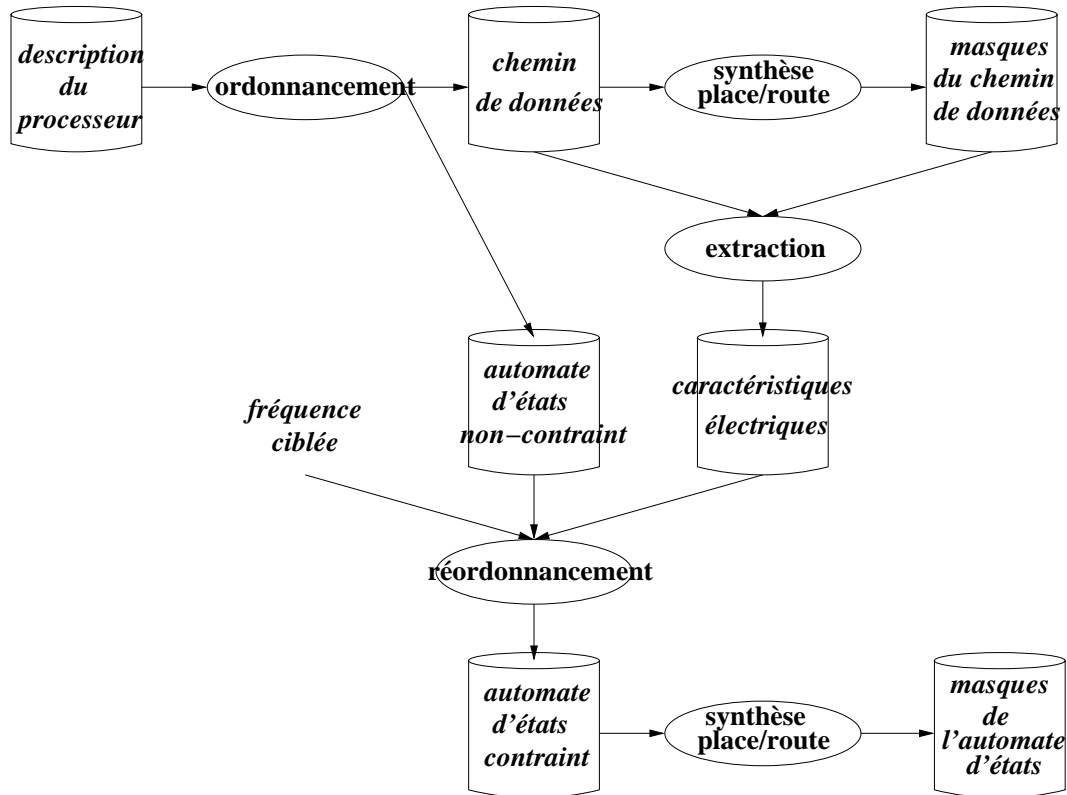 description
du
processeur
ordonnancement
chemin
de données
synthèse
place/route
masques
du chemin
de données
extraction
automate
d'états
non-contraint
caractéristiques
électriques
fréquence
ciblée
réordonnancement
automate
d'états
contraint
synthèse
place/route
masques
de
l'automate
d'états